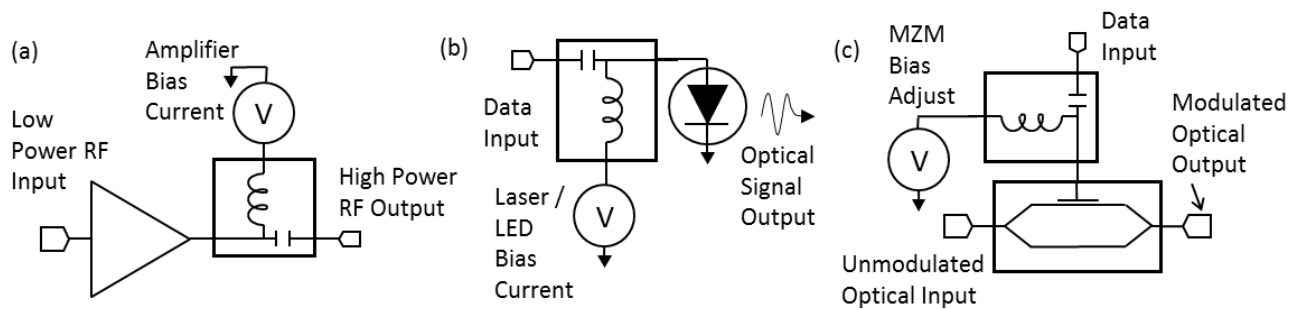 (a)
Amplifier
Bias
Current
V
Low
Power RF
Input
High Power
RF Output
(b)
Data
Input
V
Laser /
LED
Bias
Current
Optical
Signal
Output
(c)
MZM
Bias
Adjust
Data
Input
V
Modulated
Optical
Output
Unmodulated
Optical Input